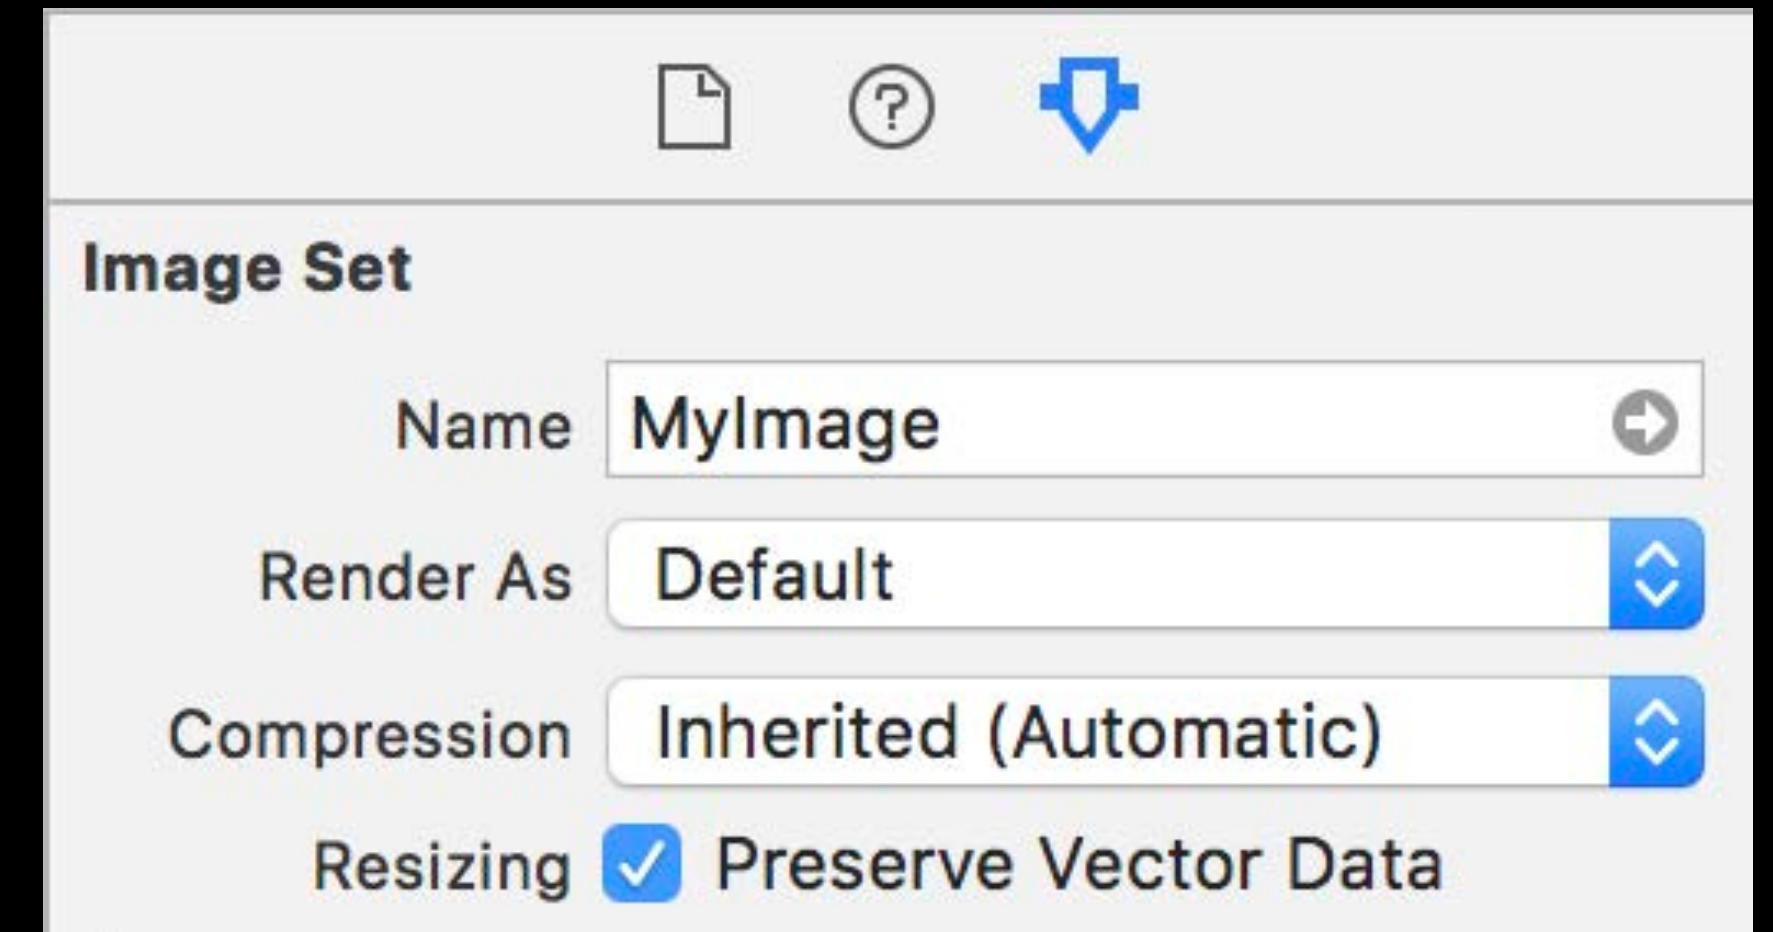 Image Set
Name MyImage
Render As Default
Compression Inherited (Automatic)
Resizing Preserve Vector Data